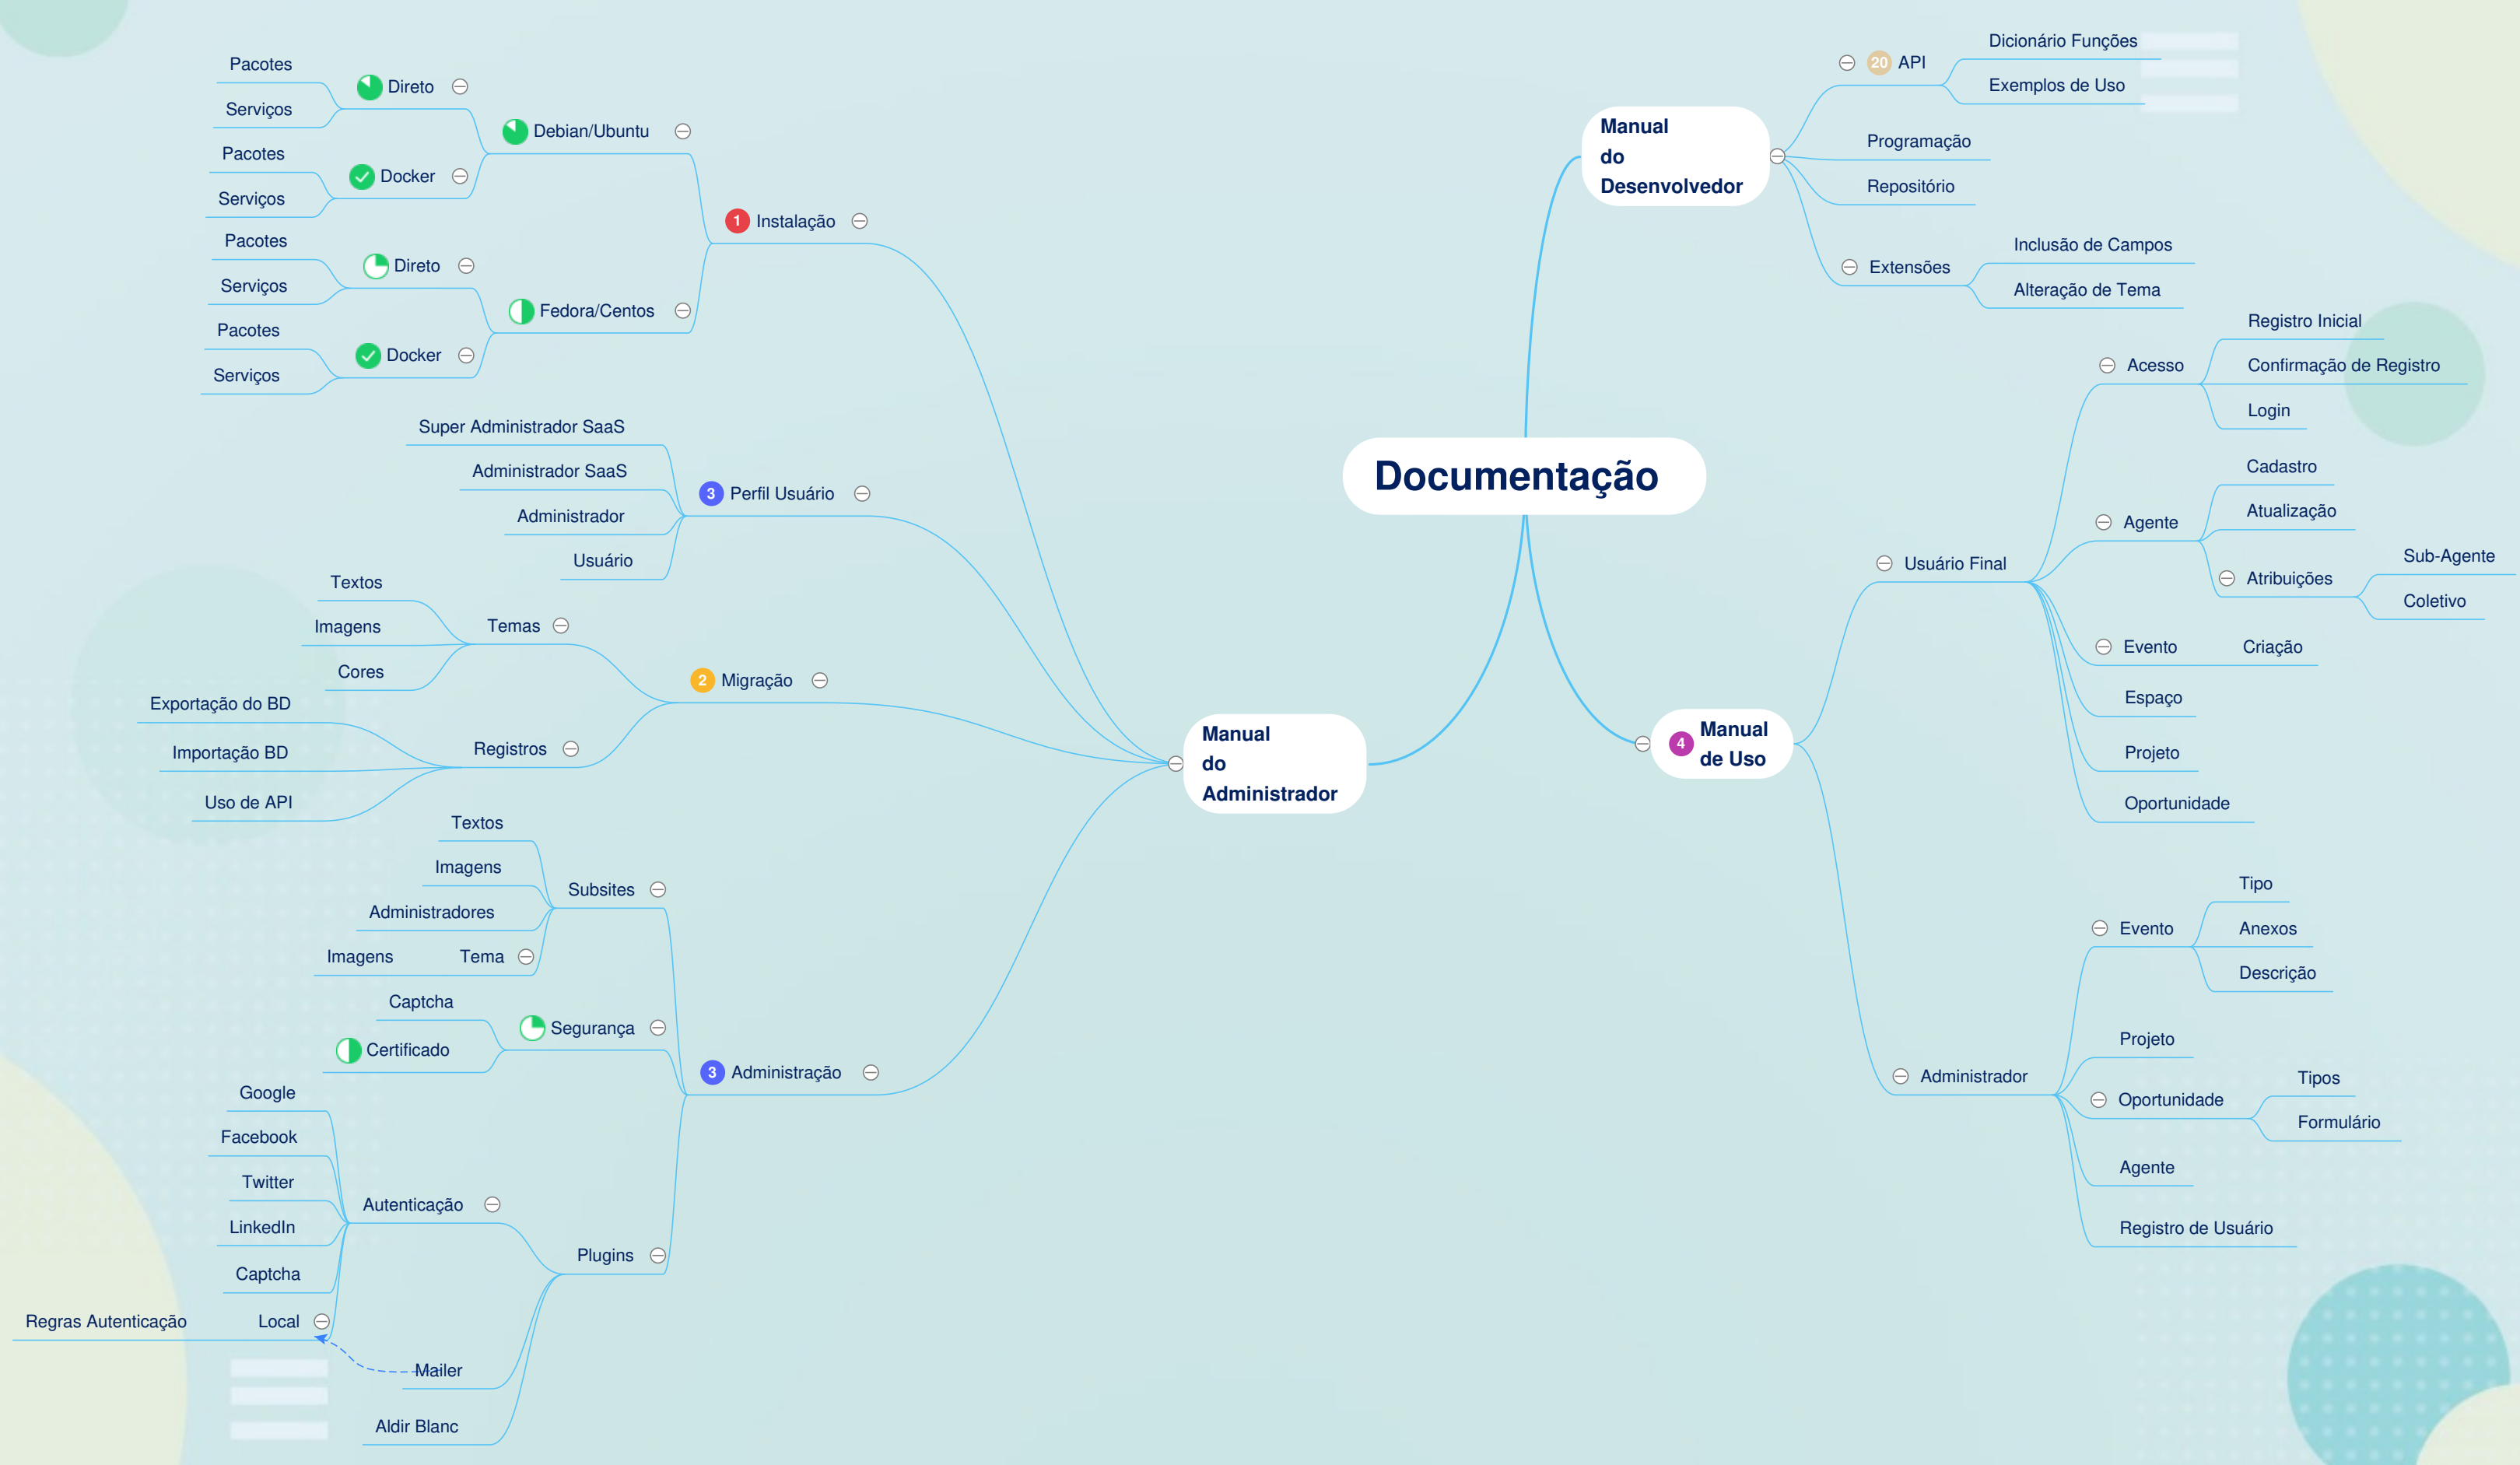 Documentação
Manual
do
Desenvolvedor
20 API
Dicionário Funções
Exemplos de Uso
Programação
Repositório
Extensões
Inclusão de Campos
Alteração de Tema
4 Manual
de Uso
Usuário Final
Acesso
Registro Inicial
Confirmação de Registro
Login
Agente
Cadastro
Atualização
Atribuições
Sub-Agente
Coletivo
Evento
Criação
Espaço
Projeto
Oportunidade
Administrador
Evento
Tipo
Anexos
Descrição
Projeto
Oportunidade
Tipos
Formulário
Agente
Registro de Usuário
Manual
do
Administrador
1 Instalação
Debian/Ubuntu
Direto
Pacotes
Serviços
Docker
Pacotes
Serviços
Fedora/Centos
Direto
Pacotes
Serviços
Docker
Pacotes
Serviços
3 Perfil Usuário
Super Administrador SaaS
Administrador SaaS
Administrador
Usuário
2 Migração
Temas
Textos
Imagens
Cores
Registros
Exportação do BD
Importação BD
Uso de API
3 Administração
Subsites
Textos
Imagens
Administradores
Tema
Imagens
Segurança
Captcha
Certificado
Plugins
Autenticação
Google
Facebook
Twitter
LinkedIn
Captcha
Local
Regras Autenticação
Mailer
Aldir Blanc